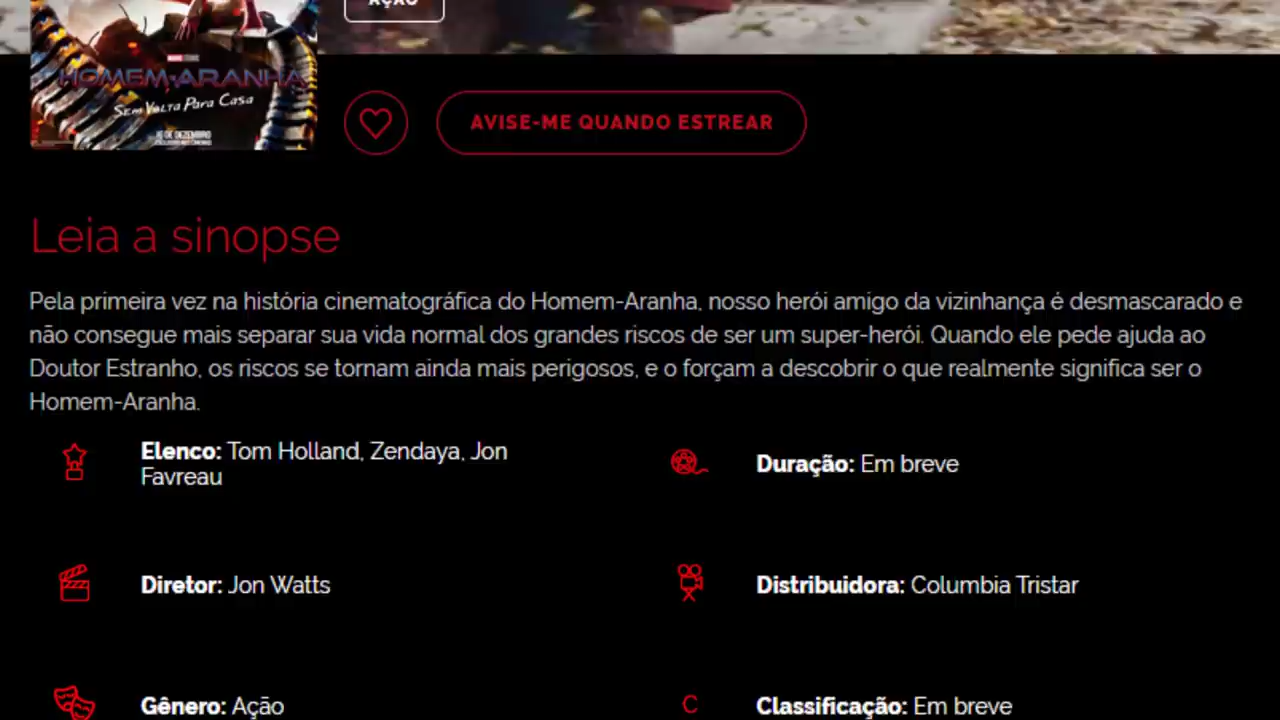 AÇÃO
HOMEM-ARANHA
SEM VOLTA PARA CASA
16 DE DEZEMBRO
AVISE-ME QUANDO ESTREAR
Leia a sinopse
Pela primeira vez na história cinematográfica do Homem-Aranha, nosso herói amigo da vizinhança é desmascarado e
não consegue mais separar sua vida normal dos grandes riscos de ser um super-herói. Quando ele pede ajuda ao
Doutor Estranho, os riscos se tornam ainda mais perigosos, e o forçam a descobrir o que realmente significa ser o
Homem-Aranha.
Elenco: Tom Holland, Zendaya, Jon
Favreau
Duração: Em breve
Diretor: Jon Watts
Distribuidora: Columbia Tristar
Gênero: Ação
C
Classificação: Em breve